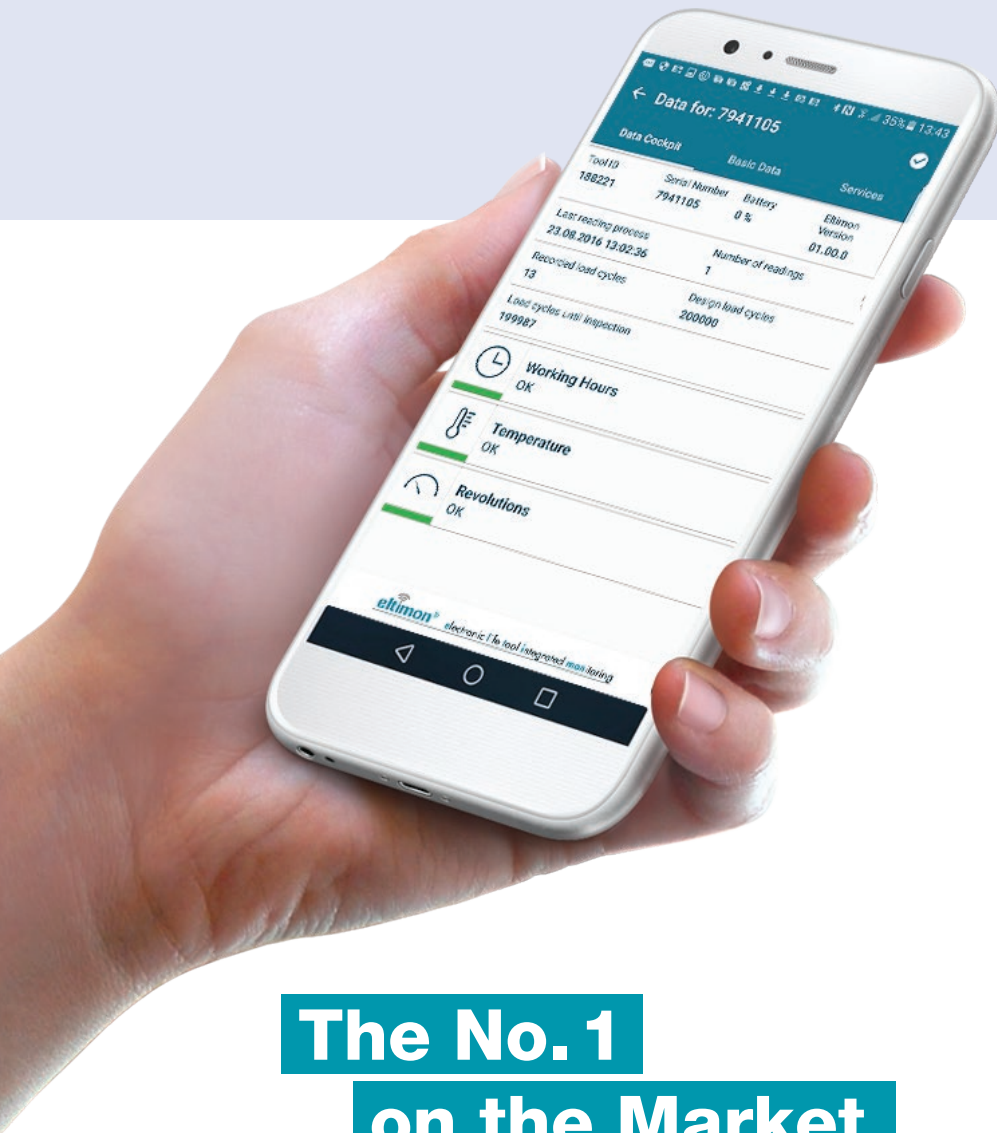 35% 13:43
Data for: 7941105
Data Cockpit Basic Data Services
Tool ID Serial Number Battery Eltimon Version
188221 7941105 0 % 01.00.0
Last reading process Number of readings
23.08.2016 13:02:36 1
Recorded load cycles Design load cycles
13 200000
Load cycles until inspection
199987
Working Hours
OK
Temperature
OK
Revolutions
OK
eltimon® electronic life tool integrated monitoring
The No. 1
on the Market